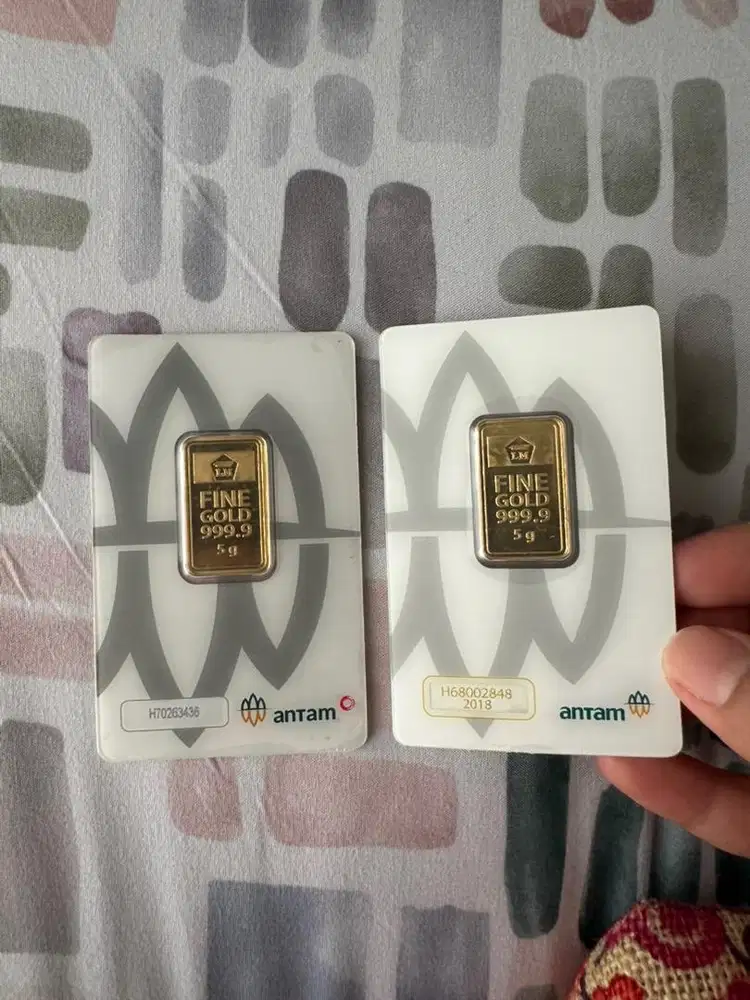 LM
FINE
GOLD
999.9
5 g
H70263436
antam
LM
FINE
GOLD
999.9
5 g
H68002848
2018
antam